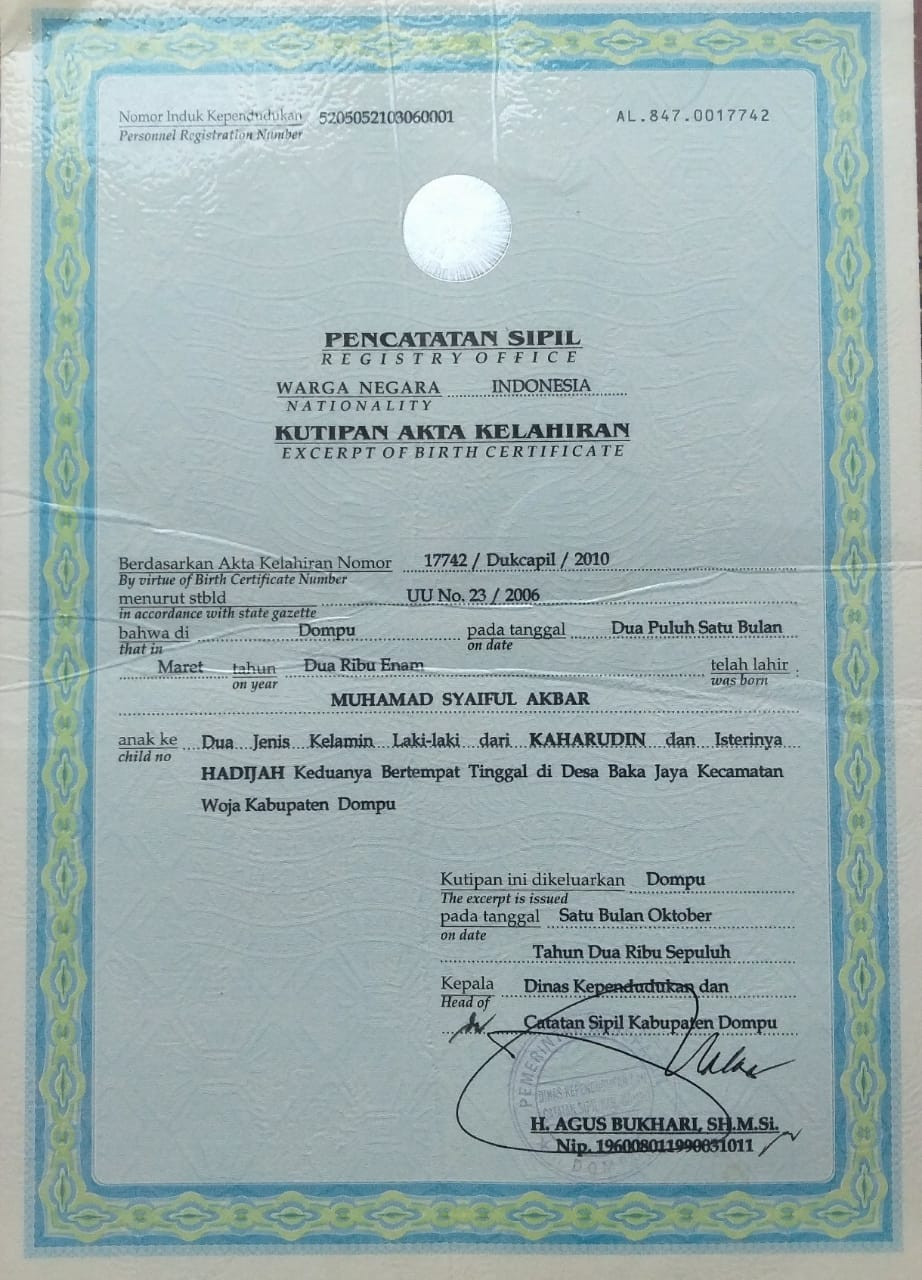 Nomor Induk Kependudukan 5205052103060001 AL.847.0017742
Personnel Registration Number
PENCATATAN SIPIL
REGISTRY OFFICE
WARGA NEGARA INDONESIA
NATIONALITY
KUTIPAN AKTA KELAHIRAN
EXCERPT OF BIRTH CERTIFICATE
Berdasarkan Akta Kelahiran Nomor 17742 / Dukcapil / 2010
By virtue of Birth Certificate Number
menurut stbld UU No. 23 / 2006
in accordance with state gazette
bahwa di Dompu pada tanggal Dua Puluh Satu Bulan
that in on date
Maret tahun Dua Ribu Enam telah lahir :
on year was born
MUHAMAD SYAIFUL AKBAR
anak ke Dua Jenis Kelamin Laki-laki dari KAHARUDIN dan Isterinya
child no
HADIJAH Keduanya Bertempat Tinggal di Desa Baka Jaya Kecamatan
Woja Kabupaten Dompu
Kutipan ini dikeluarkan Dompu
The excerpt is issued
pada tanggal Satu Bulan Oktober
on date
Tahun Dua Ribu Sepuluh
Kepala Dinas Kependudukan dan
Head of
Catatan Sipil Kabupaten Dompu
H. AGUS BUKHARI, SH.M.Si.
Nip. 196008011990031011